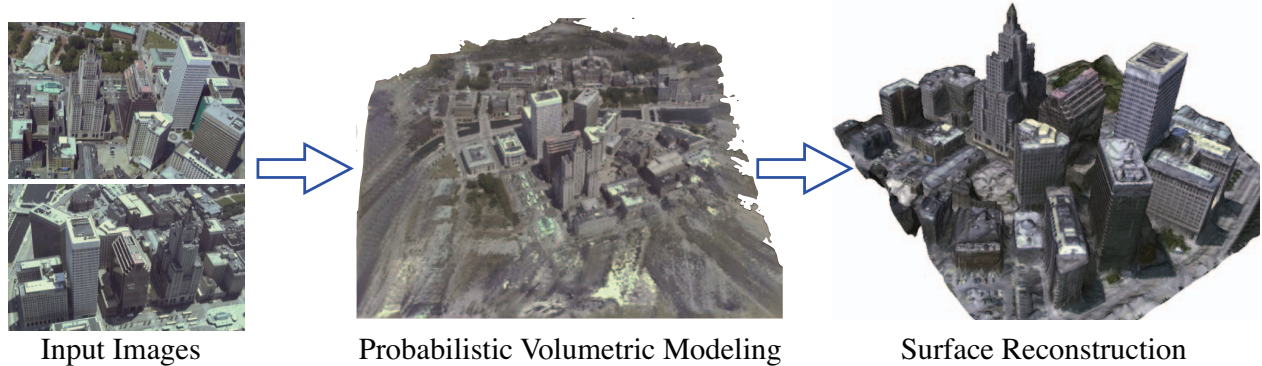 Input Images
Probabilistic Volumetric Modeling
Surface Reconstruction